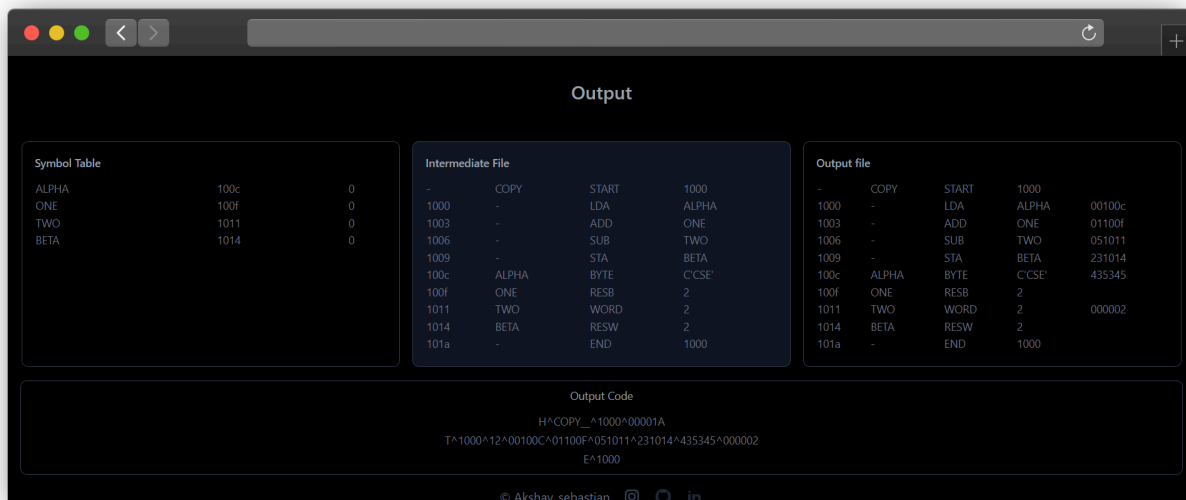 Output
Symbol Table
ALPHA 100c 0
ONE 100f 0
TWO 1011 0
BETA 1014 0
Intermediate File
- COPY START 1000
1000 - LDA ALPHA
1003 - ADD ONE
1006 - SUB TWO
1009 - STA BETA
100c ALPHA BYTE C'CSE'
100f ONE RESB 2
1011 TWO WORD 2
1014 BETA RESW 2
101a - END 1000
Output file
- COPY START 1000
1000 - LDA ALPHA 00100c
1003 - ADD ONE 01100f
1006 - SUB TWO 051011
1009 - STA BETA 231014
100c ALPHA BYTE C'CSE' 435345
100f ONE RESB 2
1011 TWO WORD 2 000002
1014 BETA RESW 2
101a - END 1000
Output Code
H^COPY__^1000^00001A
T^1000^12^00100C^01100F^051011^231014^435345^000002
E^1000
© Akshay_sebastian in